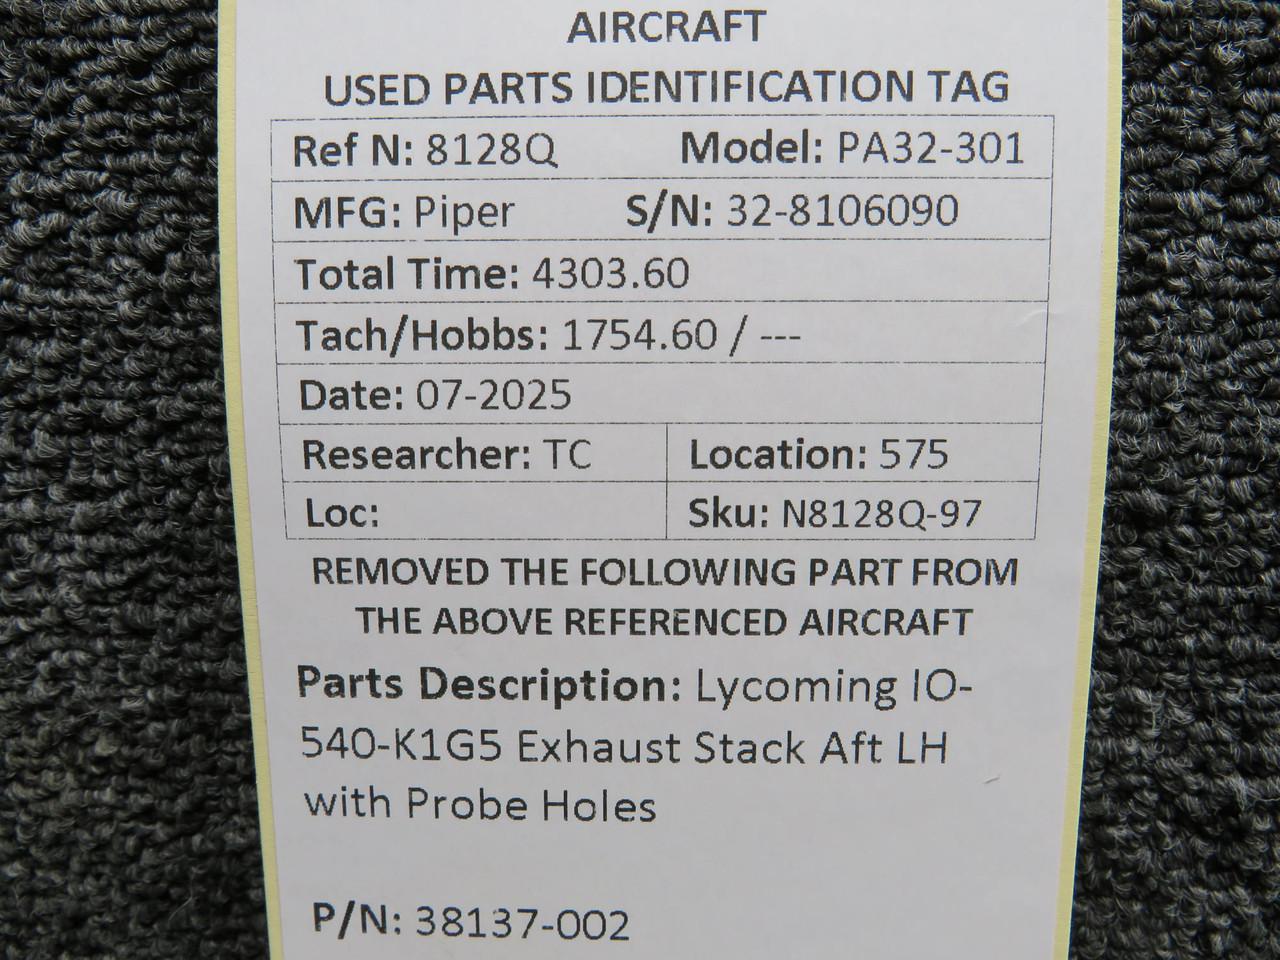 AIRCRAFT
USED PARTS IDENTIFICATION TAG
Ref N: 8128Q Model: PA32-301
MFG: Piper S/N: 32-8106090
Total Time: 4303.60
Tach/Hobbs: 1754.60 / ---
Date: 07-2025
Researcher: TC Location: 575
Loc: Sku: N8128Q-97
REMOVED THE FOLLOWING PART FROM
THE ABOVE REFERENCED AIRCRAFT
Parts Description: Lycoming IO-
540-K1G5 Exhaust Stack Aft LH
with Probe Holes
P/N: 38137-002